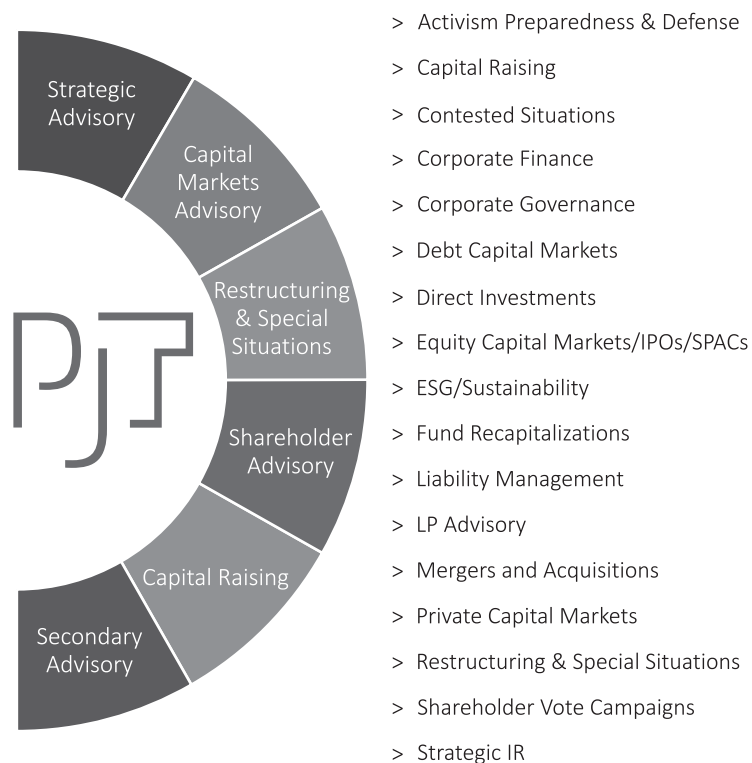 Strategic
Advisory
Capital
Markets
Advisory
Restructuring
& Special
Situations
Shareholder
Advisory
Capital Raising
Secondary
Advisory
PJT
> Activism Preparedness & Defense
> Capital Raising
> Contested Situations
> Corporate Finance
> Corporate Governance
> Debt Capital Markets
> Direct Investments
> Equity Capital Markets/IPOs/SPACs
> ESG/Sustainability
> Fund Recapitalizations
> Liability Management
> LP Advisory
> Mergers and Acquisitions
> Private Capital Markets
> Restructuring & Special Situations
> Shareholder Vote Campaigns
> Strategic IR